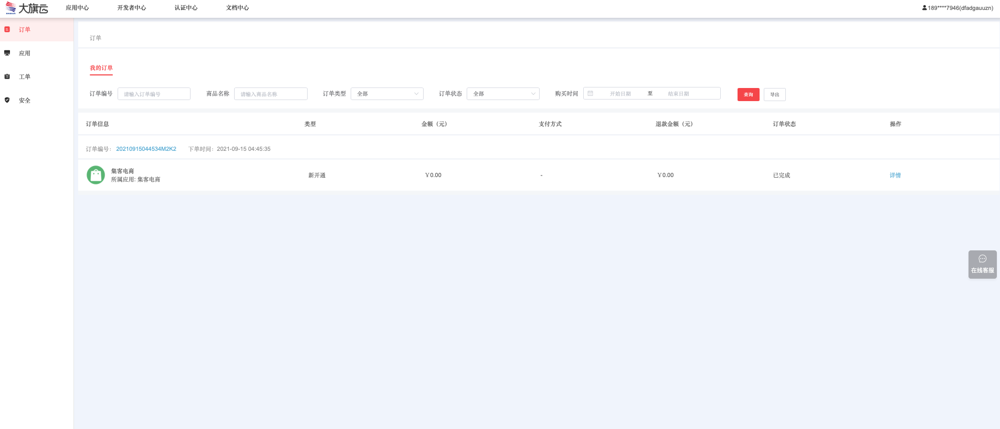 大旗云 应用中心 开发者中心 认证中心 文档中心 189****7946(dfadgauuzn)
订单
应用
工单
安全
订单
我的订单
订单编号 请输入订单编号 商品名称 请输入商品名称 订单类型 全部 订单状态 全部 购买时间 开始日期 至 结束日期 查询 导出
订单信息 类型 金额（元） 支付方式 退款金额（元） 订单状态 操作
订单编号： 20210915044534M2K2 下单时间：2021-09-15 04:45:35
集客电商
所属应用: 集客电商 新开通 ￥0.00 - ￥0.00 已完成 详情
在线客服